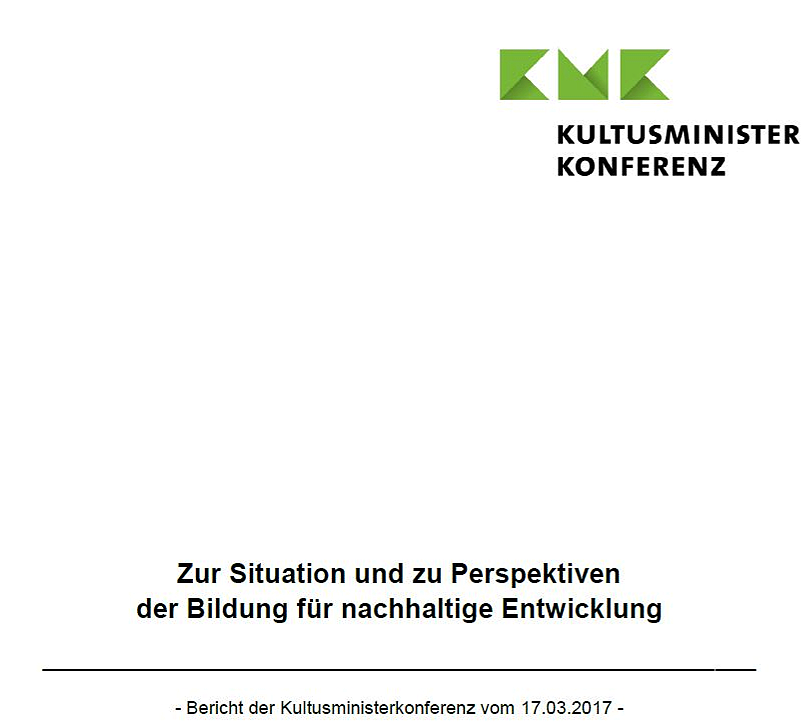 KMK
KULTUSMINISTER
KONFERENZ
Zur Situation und zu Perspektiven
der Bildung für nachhaltige Entwicklung
- Bericht der Kultusministerkonferenz vom 17.03.2017 -